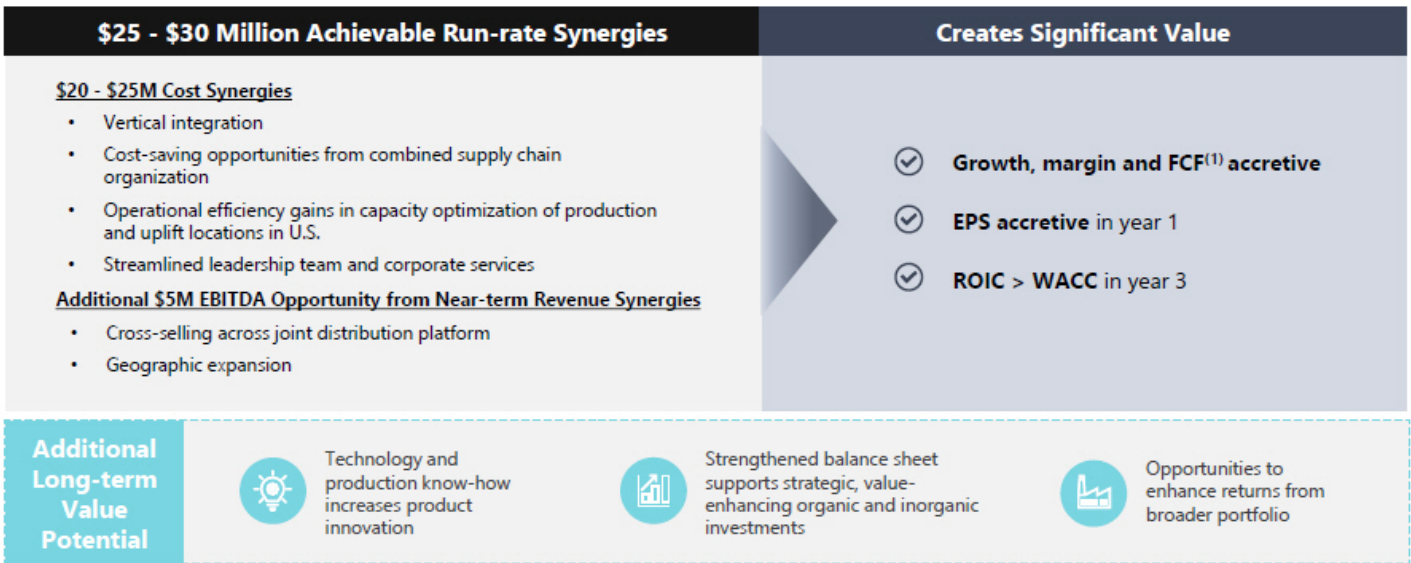 $25 - $30 Million Achievable Run-rate Synergies
Creates Significant Value
$20 - $25M Cost Synergies
• Vertical integration
• Cost-saving opportunities from combined supply chain
organization
• Operational efficiency gains in capacity optimization of production
and uplift locations in U.S.
• Streamlined leadership team and corporate services
Additional $5M EBITDA Opportunity from Near-term Revenue Synergies
• Cross-selling across joint distribution platform
• Geographic expansion
Growth, margin and FCF(1) accretive
EPS accretive in year 1
ROIC > WACC in year 3
Additional
Long-term
Value
Potential
Technology and
production know-how
increases product
innovation
Strengthened balance sheet
supports strategic, value-
enhancing organic and inorganic
investments
Opportunities to
enhance returns from
broader portfolio